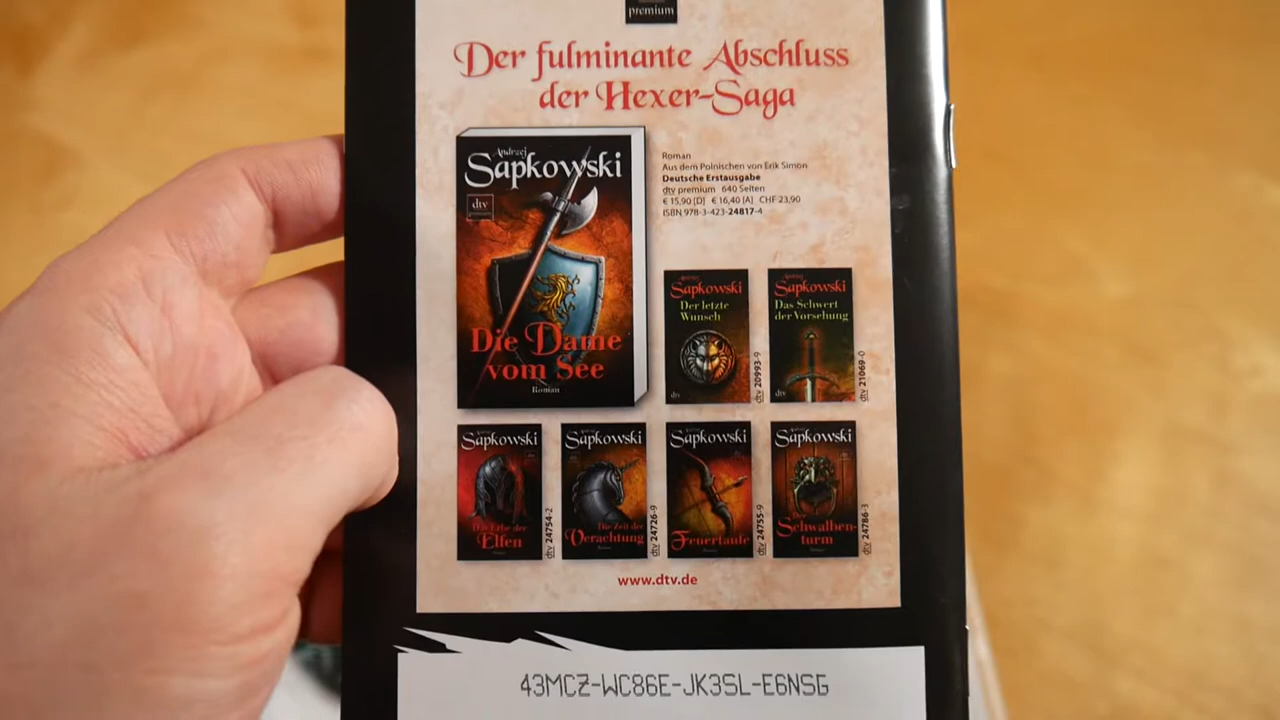 premium
Der fulminante Abschluss
der Hexer-Saga
Andrzej
Sapkowski
dtv
premium
Die Dame
vom See
Roman
Roman
Aus dem Polnischen von Erik Simon
Deutsche Erstausgabe
dtv premium 640 Seiten
€ 15,90 [D] € 16,40 [A] CHF 23,90
ISBN 978-3-423-24817-4
Sapkowski
Der letzte
Wunsch
dtv
dtv 20993-9
Sapkowski
Das Schwert
der Vorsehung
dtv 21069-0
Sapkowski
Das Erbe der
Elfen
dtv 24754-2
Sapkowski
Die Zeit der
Verachtung
dtv 24726-9
Sapkowski
Feuertaufe
dtv 24755-9
Sapkowski
Der
Schwalben-
turm
dtv 24786-3
www.dtv.de
43MCZ-WC86E-JK3SL-E6NSG